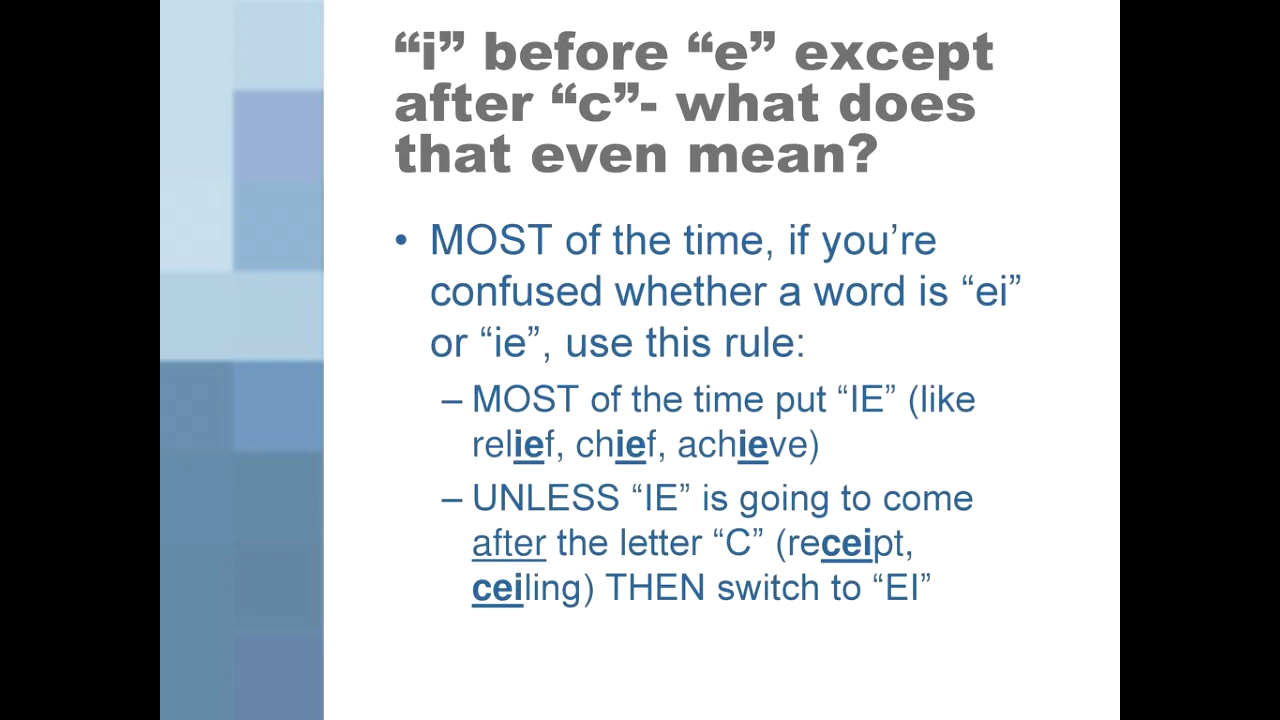 “i” before “e” except
after “c”- what does
that even mean?
• MOST of the time, if you’re
confused whether a word is “ei”
or “ie”, use this rule:
– MOST of the time put “IE” (like
relief, chief, achieve)
– UNLESS “IE” is going to come
after the letter “C” (receipt,
ceiling) THEN switch to “EI”